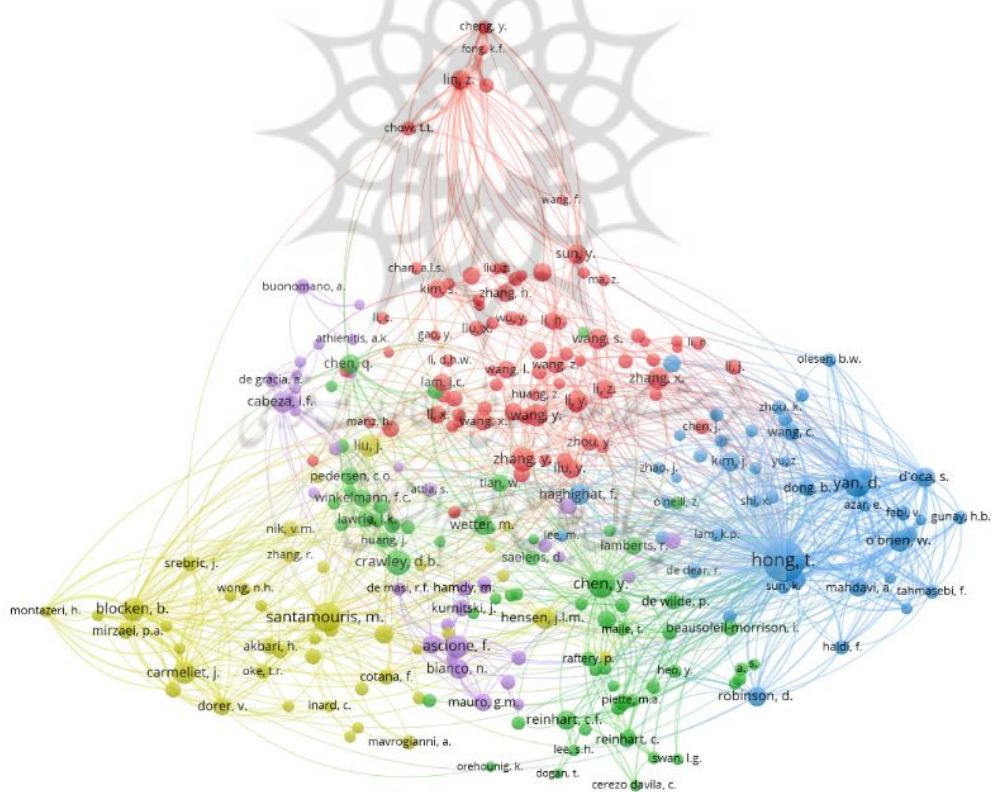 cheng, y.
fong, k.f.
lin, z.
chow, t.t.
wang, f.
sun, y.
chan, a.l.s.
liu, z.
ma, z.
buonomano, a.
kim, s.
zhang, h.
li, c.
wu, y.
li, h.
gao, y.
liu, x.
athienitis, a.k.
wang, s.
li, n.
chen, q.
li, d.h.w.
wang, l.
wang, z.
li, j.
olesen, b.w.
de gracia, a.
lam, j.c.
zhang, x.
huang, z.
li, z.
cabeza, l.f.
li, y.
zhou, x.
li, x.
wang, y.
manz, h.
wang, x.
chen, j.
wang, c.
liu, j.
zhou, y.
zhang, y.
liu, y.
zhao, j.
kim, j.
yu, z.
pedersen, c.o.
tian, w.
yan, d.
d'oca, s.
attia, s.
dong, b.
winkelmann, f.c.
haghighat, f.
o'neill, z.
shi, x.
azar, e.
fabi, v.
gunay, h.b.
lawrie, l.k.
wetter, m.
nik, v.m.
huang, j.
lee, m.
lam, k.p.
o'brien, w.
lamberts, r.
zhang, r.
saelens, d.
srebric, j.
crawley, d.b.
hong, t.
de dear, r.
wong, n.h.
de masi, r.f.
hamdy, m.
chen, y.
sun, k.
mahdavi, a.
tahmasebi, f.
montazeri, h.
blocken, b.
kurnitski, j.
de wilde, p.
santamouris, m.
hensen, j.l.m.
mirzaei, p.a.
maile, t.
beausoleil-morrison, i.
akbari, h.
ascione, f.
haldi, f.
raftery, p.
carmeliet, j.
oke, t.r.
cotana, f.
bianco, n.
heo, y.
a. s.
robinson, d.
dorer, v.
inard, c.
mauro, g.m.
piette, m.a.
reinhart, c.f.
mavrogianni, a.
reinhart, c.
lee, s.h.
swan, l.g.
orehounig, k.
dogan, t.
cerezo davila, c.